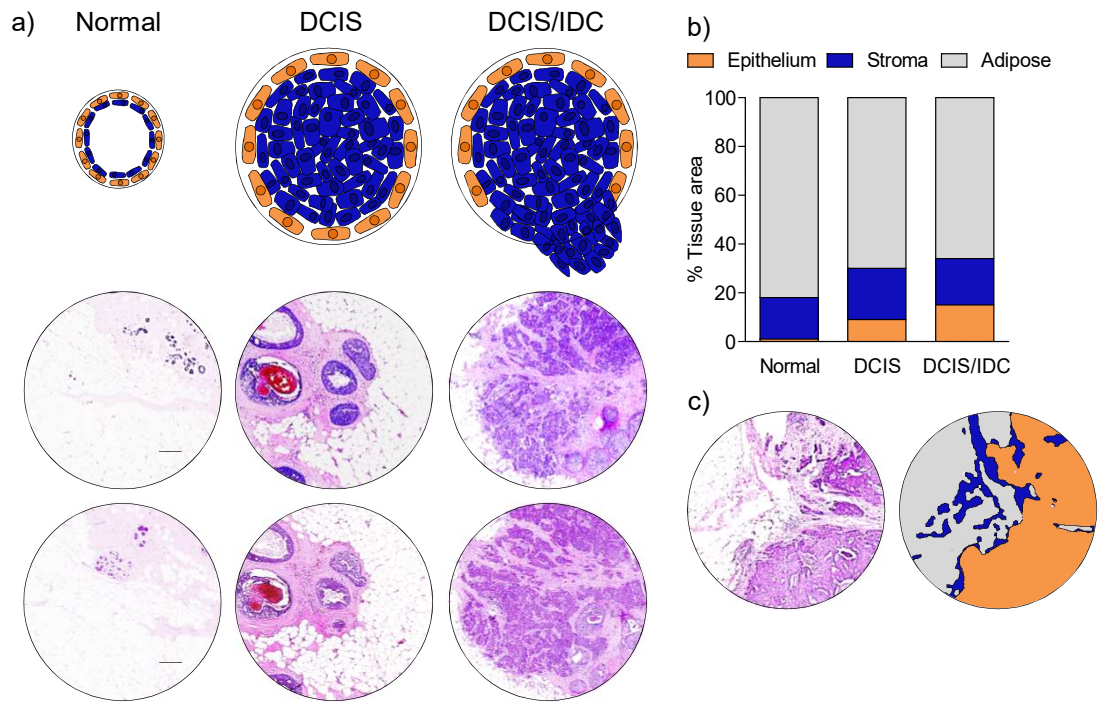 a) Normal DCIS DCIS/IDC
b)
Epithelium Stroma Adipose
100
80
60
40
20
0
% Tissue area
Normal DCIS DCIS/IDC
c)